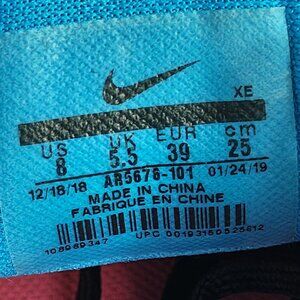 XE
US UK EUR cm
8 5.5 39 25
12/18/18 AR5676-101 01/24/19
MADE IN CHINA
FABRIQUE EN CHINE
108989347 UPC 00193150525612